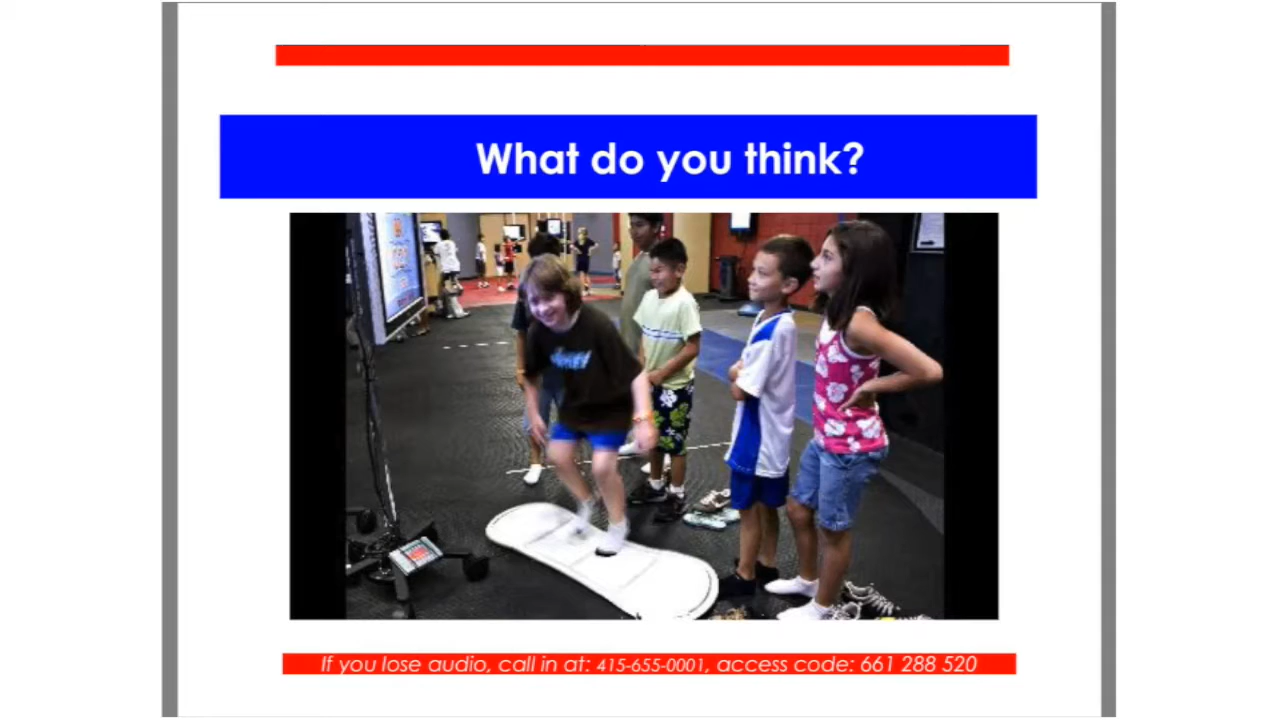 What do you think?
If you lose audio, call in at: 415-655-0001, access code: 661 288 520